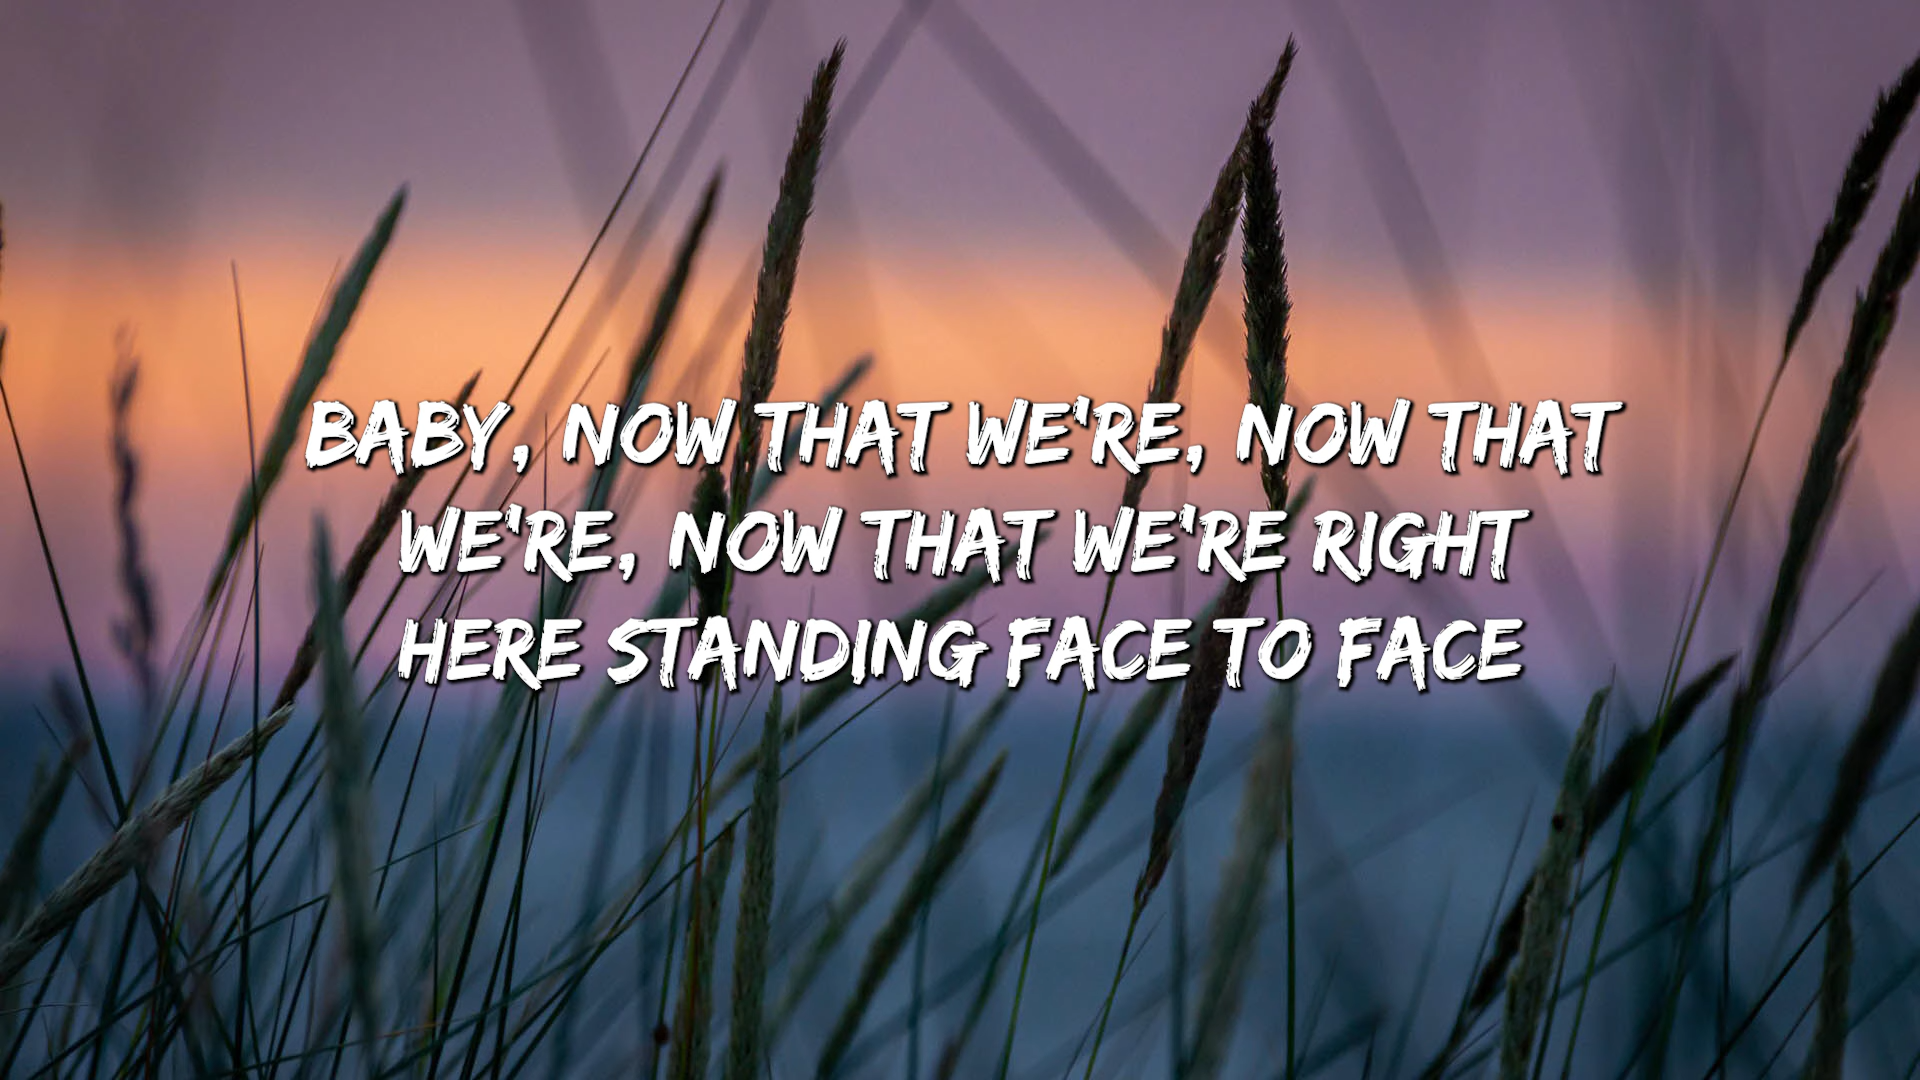 BABY, NOW THAT WE'RE, NOW THAT
WE'RE, NOW THAT WE'RE RIGHT
HERE STANDING FACE TO FACE